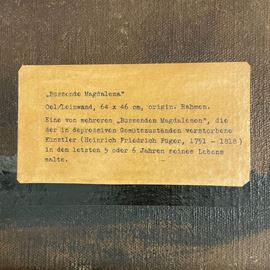 „Büssende Magdalena"
Oel/Leinwand, 64 x 46 cm, origin. Rahmen.
Eine von mehreren „Büssenden Magdalenen", die
der in depressiven Gemütszuständen verstorbene
Künstler (Heinrich Friedrich Füger, 1751 - 1818)
in den letzten 5 oder 6 Jahren seines Lebens
malte.